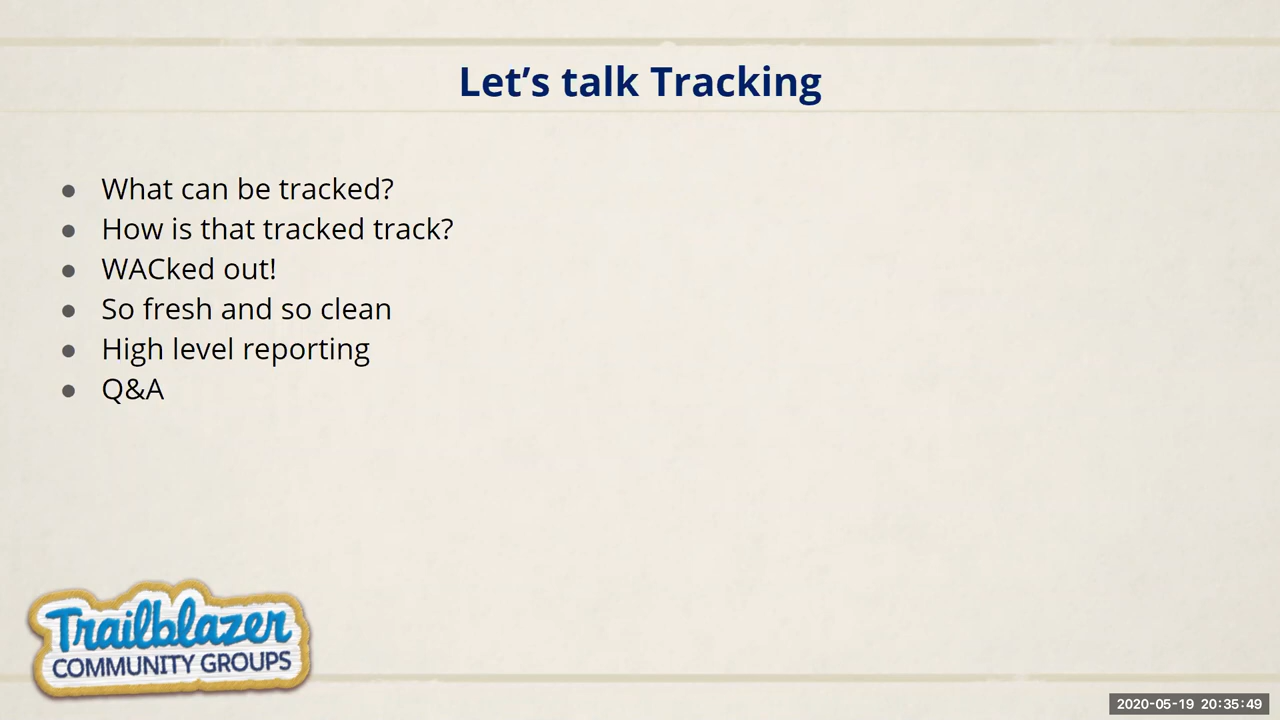 Let’s talk Tracking
What can be tracked?
How is that tracked track?
WACked out!
So fresh and so clean
High level reporting
Q&A
Trailblazer
COMMUNITY GROUPS
2020-05-19 20:35:49